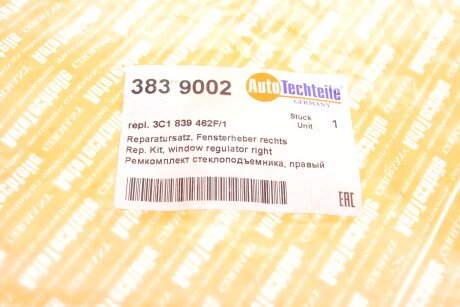 383 9002
AutoTechteile
GERMANY
repl. 3C1 839 462F/1
Stück
Unit
1
Reparatursatz, Fensterheber rechts
Rep. Kit, window regulator right
Ремкомплект стеклоподъемника, правый
EAC